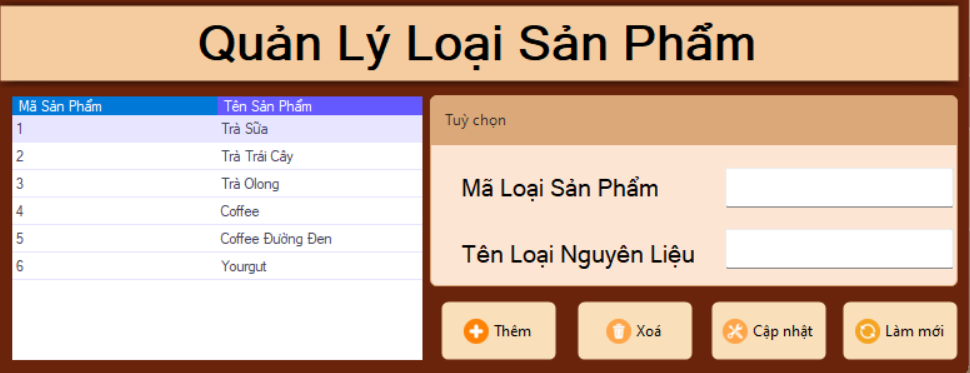 Quản Lý Loại Sản Phẩm
Mã Sản Phẩm Tên Sản Phẩm
1 Trà Sữa
2 Trà Trái Cây
3 Trà Olong
4 Coffee
5 Coffee Đường Đen
6 Yourgut
Tuỳ chọn
Mã Loại Sản Phẩm
Tên Loại Nguyên Liệu
Thêm Xoá Cập nhật Làm mới